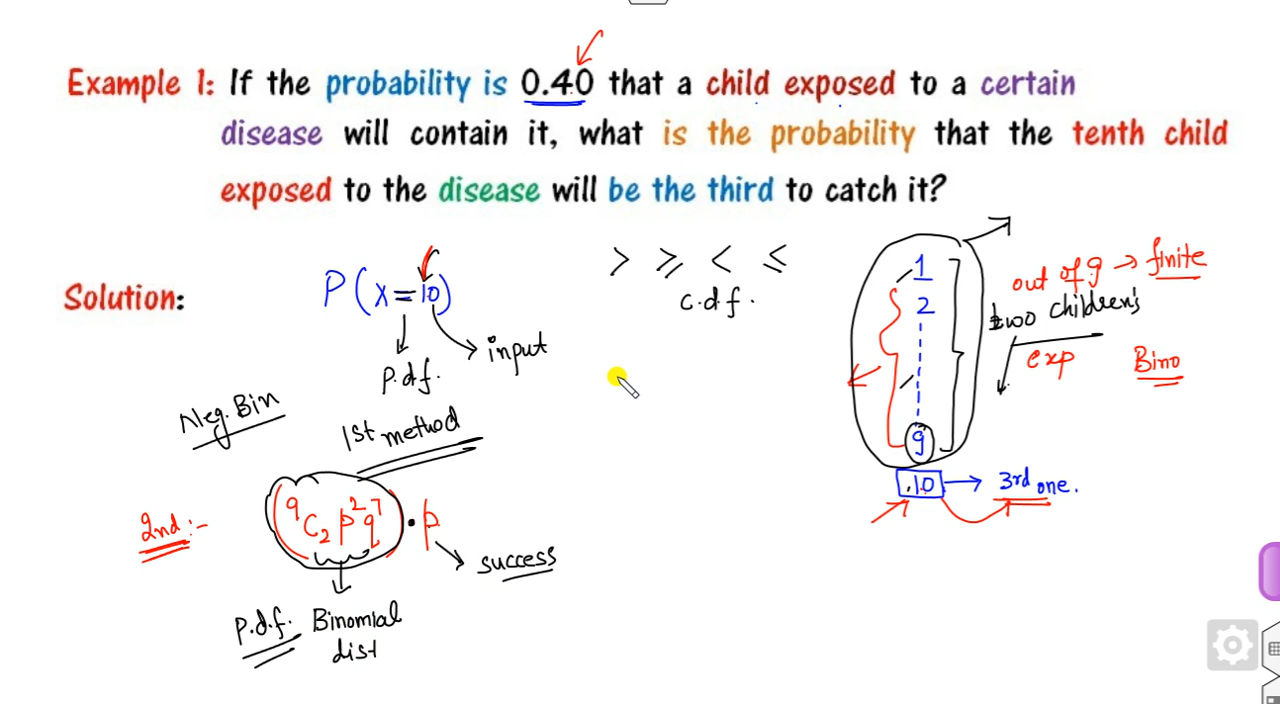 Example 1: If the probability is 0.40 that a child exposed to a certain
disease will contain it, what is the probability that the tenth child
exposed to the disease will be the third to catch it?
Solution:
P(x=10)
p.d.f.
input
> ≥ < ≤
c.d.f.
1
2
9
.10 → 3rd one.
out of 9 → finite
two children's
exp
Bino
Neg. Bin
1st method
2nd :-
(⁹C₂ p² q⁷) • p
success
p.d.f. Binomial
dist